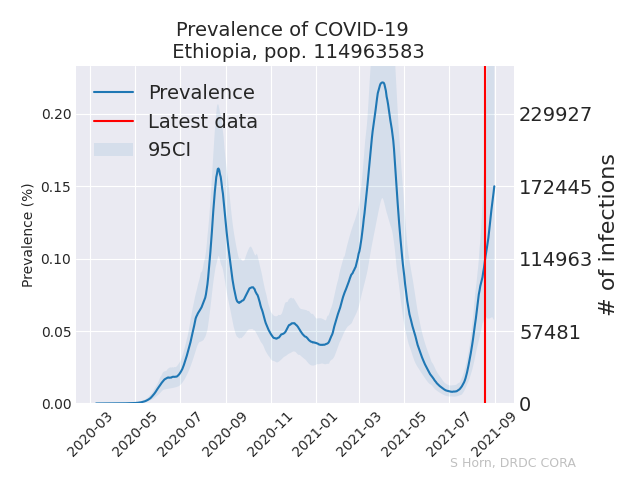 Prevalence of COVID-19
Ethiopia, pop. 114963583
Prevalence
Latest data
95CI
Prevalence (%)
0.20
0.15
0.10
0.05
0.00
229927
172445
114963
57481
0
# of infections
2020-03
2020-05
2020-07
2020-09
2020-11
2021-01
2021-03
2021-05
2021-07
2021-09
S Horn, DRDC CORA